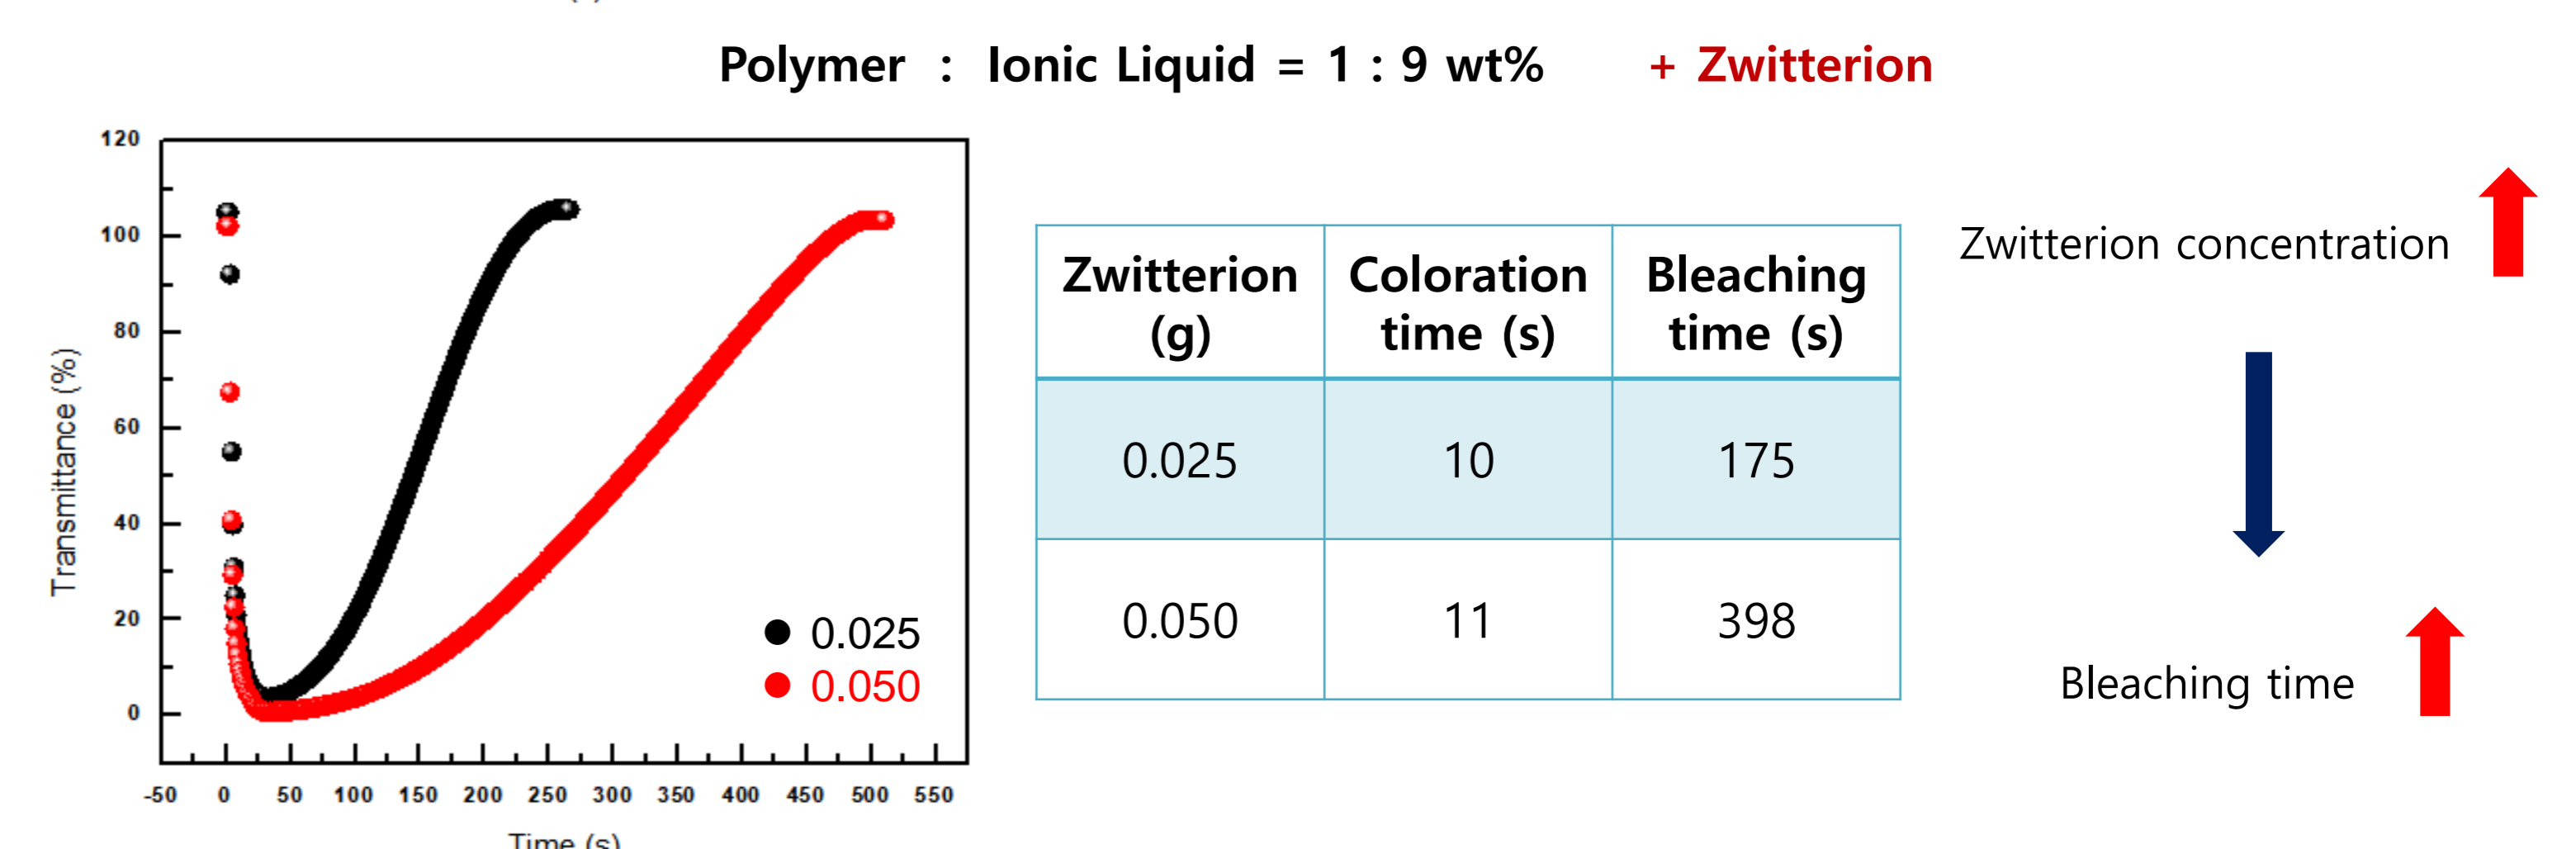 Polymer : Ionic Liquid = 1 : 9 wt% + Zwitterion
120
100
80
60
40
20
0
Transmittance (%)
-50 0 50 100 150 200 250 300 350 400 450 500 550
Time (s)
0.025
0.050
Zwitterion (g)
Coloration time (s)
Bleaching time (s)
0.025 10 175
0.050 11 398
Zwitterion concentration
Bleaching time